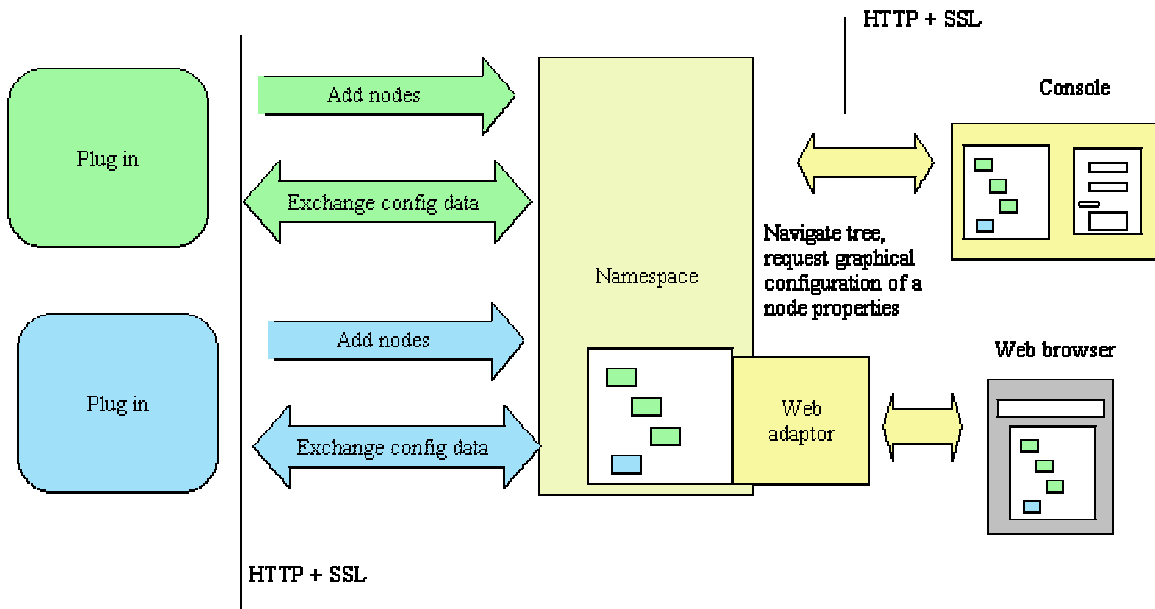 HTTP + SSL
Console
Add nodes
Plug in
Exchange config data
Navigate tree,
request graphical
configuration of a
node properties
Namespace
Add nodes
Web browser
Plug in
Web
adaptor
Exchange config data
HTTP + SSL